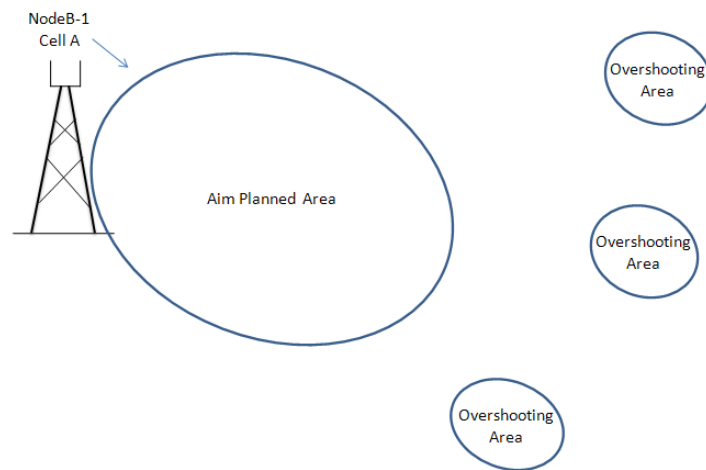 NodeB-1
Cell A
Overshooting
Area
Aim Planned Area
Overshooting
Area
Overshooting
Area